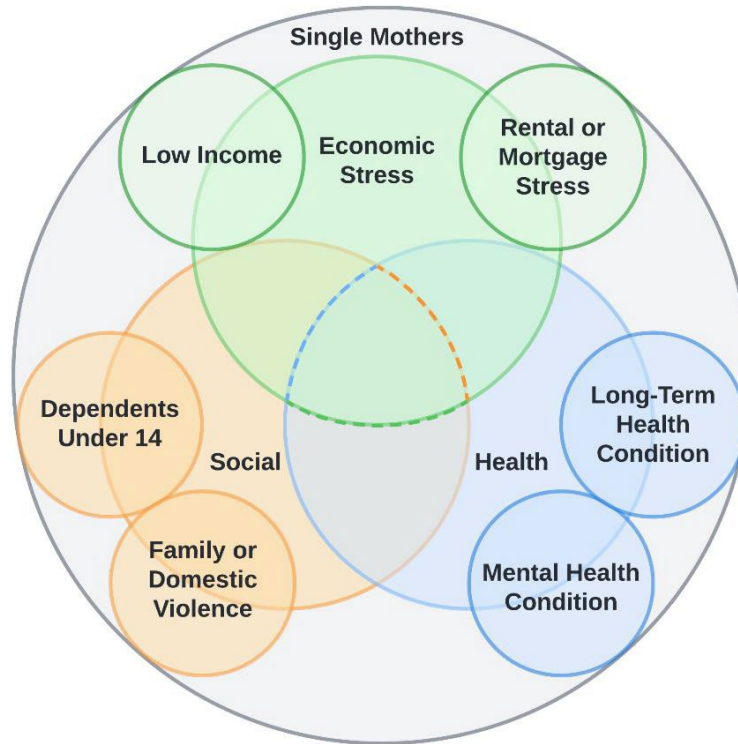 Single Mothers
Low Income
Economic
Stress
Rental or
Mortgage
Stress
Dependents
Under 14
Social
Health
Long-Term
Health
Condition
Family or
Domestic
Violence
Mental Health
Condition